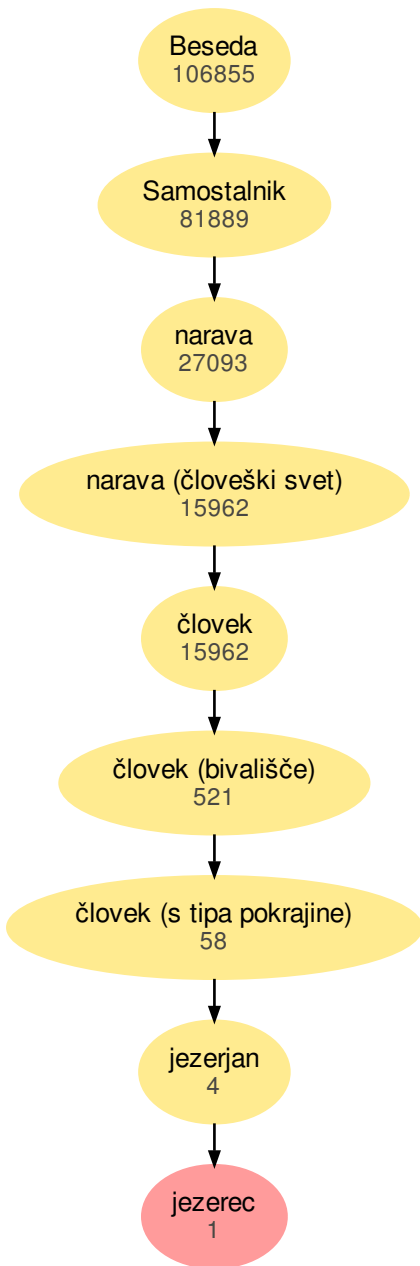 Beseda
106855
Samostalnik
81889
narava
27093
narava (človeški svet)
15962
človek
15962
človek (bivališče)
521
človek (s tipa pokrajine)
58
jezerjan
4
jezerec
1